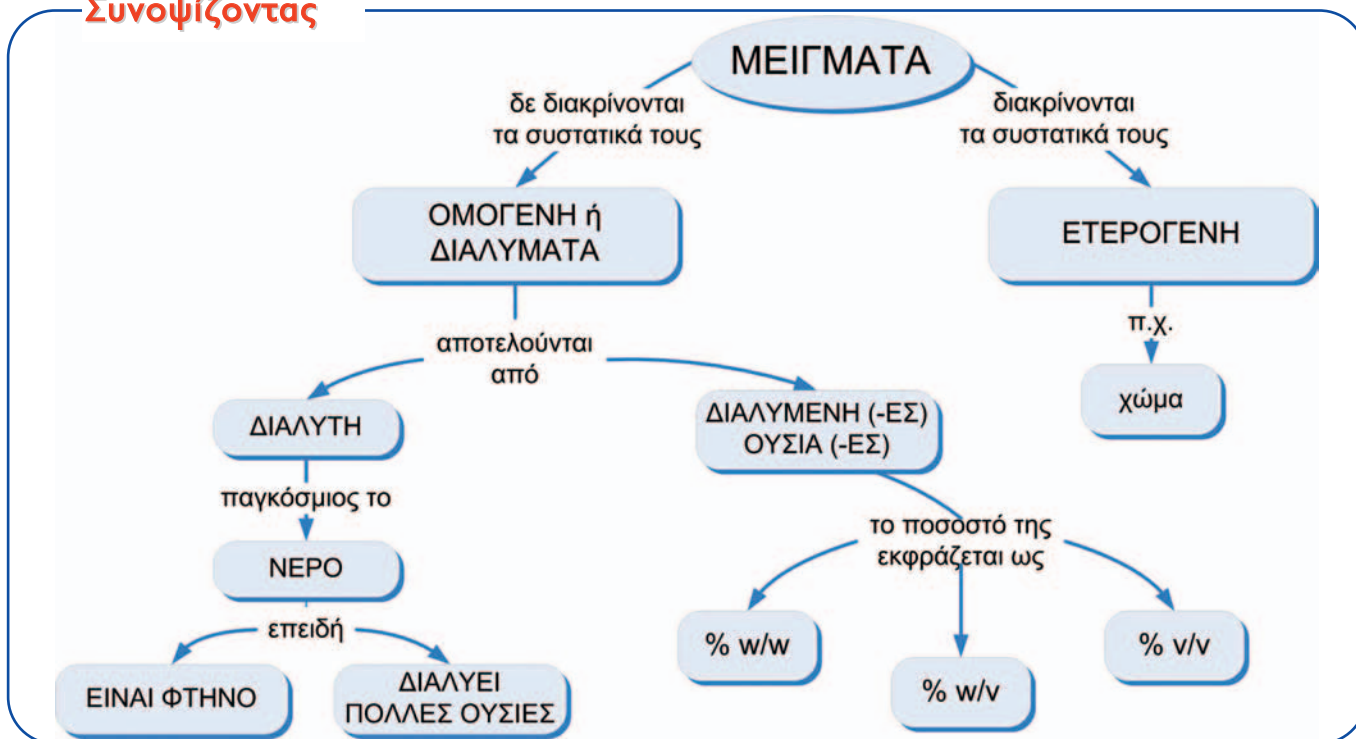 Συνοψίζοντας
ΜΕΙΓΜΑΤΑ
δε διακρίνονται
τα συστατικά τους
διακρίνονται
τα συστατικά τους
ΟΜΟΓΕΝΗ ή
ΔΙΑΛΥΜΑΤΑ
ΕΤΕΡΟΓΕΝΗ
αποτελούνται
από
π.χ.
χώμα
ΔΙΑΛΥΤΗ
ΔΙΑΛΥΜΕΝΗ (-ΕΣ)
ΟΥΣΙΑ (-ΕΣ)
παγκόσμιος το
ΝΕΡΟ
το ποσοστό της
εκφράζεται ως
επειδή
ΕΙΝΑΙ ΦΤΗΝΟ
ΔΙΑΛΥΕΙ
ΠΟΛΛΕΣ ΟΥΣΙΕΣ
% w/w
% w/v
% v/v